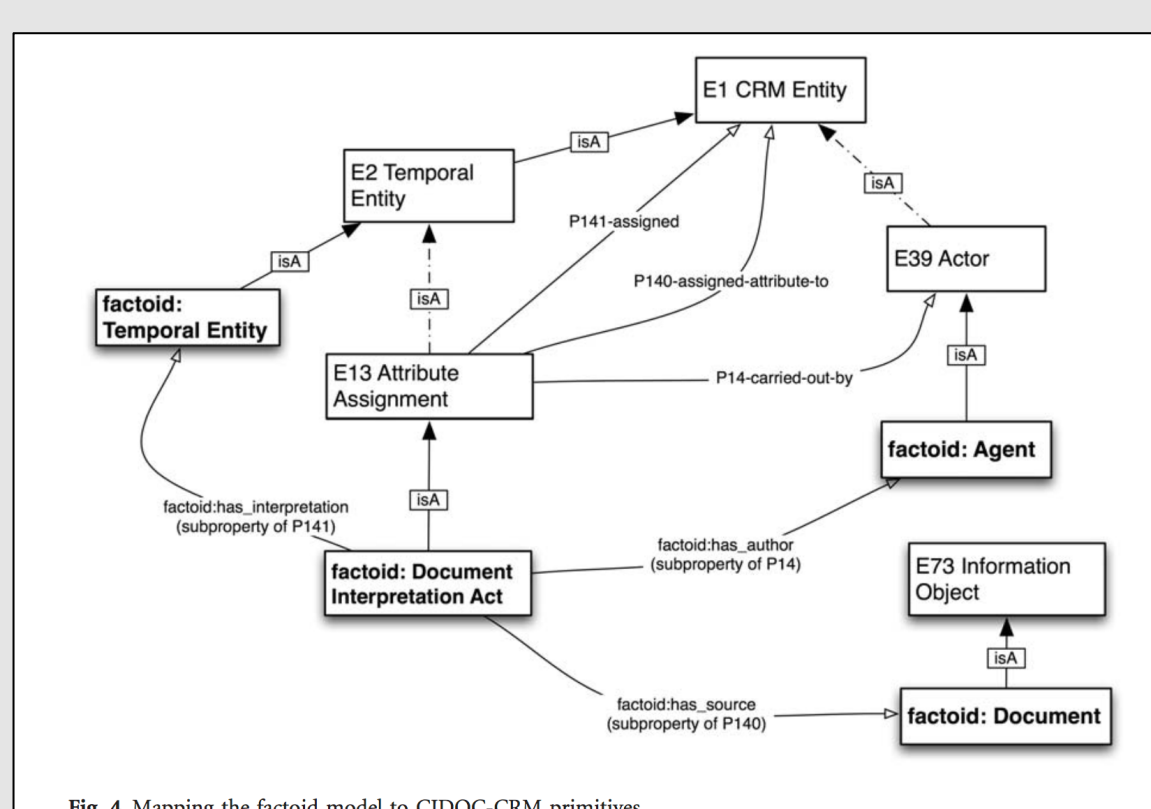 E1 CRM Entity
isA
E2 Temporal
Entity
isA
P141-assigned
E39 Actor
isA
P140-assigned-attribute-to
isA
factoid:
Temporal Entity
E13 Attribute
Assignment
P14-carried-out-by
isA
factoid: Agent
isA
factoid:has_interpretation
(subproperty of P141)
factoid:has_author
(subproperty of P14)
factoid: Document
Interpretation Act
E73 Information
Object
isA
factoid:has_source
(subproperty of P140)
factoid: Document
Fig. 4 Mapping the factoid model to CIDOC-CRM primitives